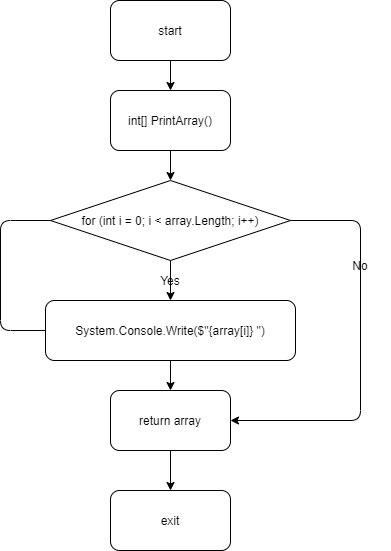 start
int[] PrintArray()
for (int i = 0; i < array.Length; i++)
No
Yes
System.Console.Write($"{array[i]} ")
return array
exit